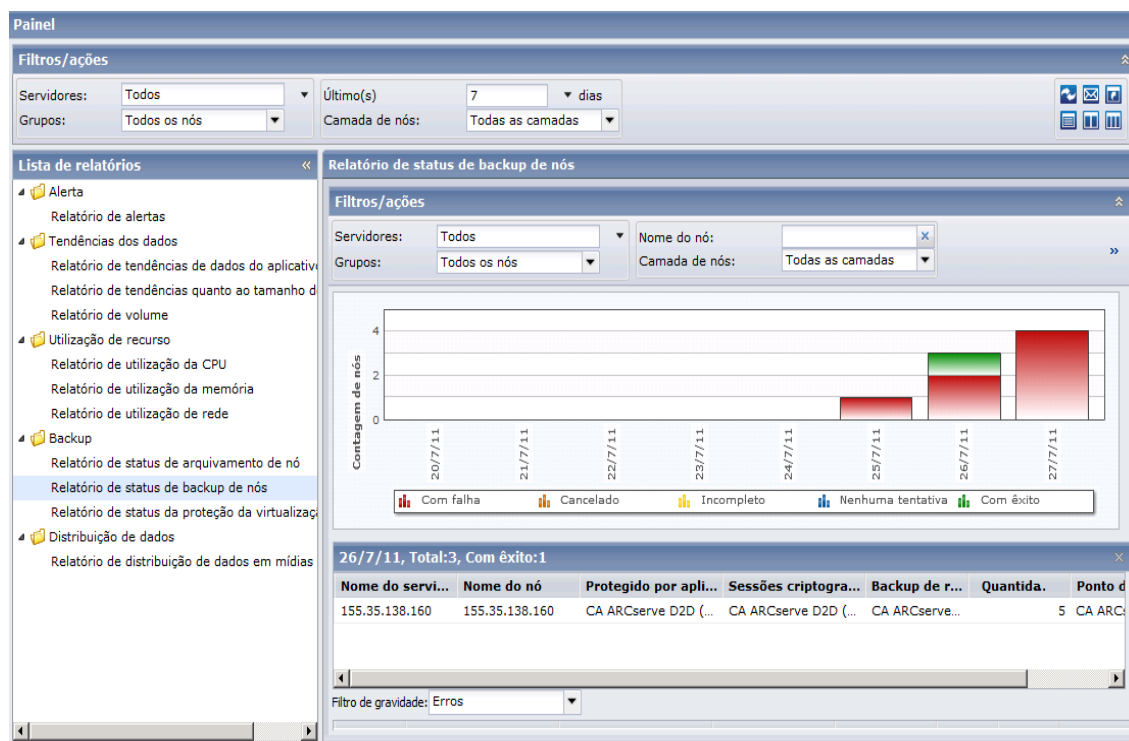 Painel
Filtros/ações
Servidores: Todos Último(s) 7 dias
Grupos: Todos os nós Camada de nós: Todas as camadas
Lista de relatórios
Alerta
Relatório de alertas
Tendências dos dados
Relatório de tendências de dados do aplicativo
Relatório de tendências quanto ao tamanho d
Relatório de volume
Utilização de recurso
Relatório de utilização da CPU
Relatório de utilização da memória
Relatório de utilização de rede
Backup
Relatório de status de arquivamento de nó
Relatório de status de backup de nós
Relatório de status da proteção da virtualizaç
Distribuição de dados
Relatório de distribuição de dados em mídias
Relatório de status de backup de nós
Filtros/ações
Servidores: Todos Nome do nó:
Grupos: Todos os nós Camada de nós: Todas as camadas
Contagem de nós
4
2
0
20/7/11 21/7/11 22/7/11 23/7/11 24/7/11 25/7/11 26/7/11 27/7/11
Com falha Cancelado Incompleto Nenhuma tentativa Com êxito
26/7/11, Total:3, Com êxito:1
Nome do servi... Nome do nó Protegido por apli... Sessões criptogra... Backup de r... Quantida. Ponto d
155.35.138.160 155.35.138.160 CA ARCserve D2D (... CA ARCserve D2D (... CA ARCserve... 5 CA ARCs
Filtro de gravidade: Erros